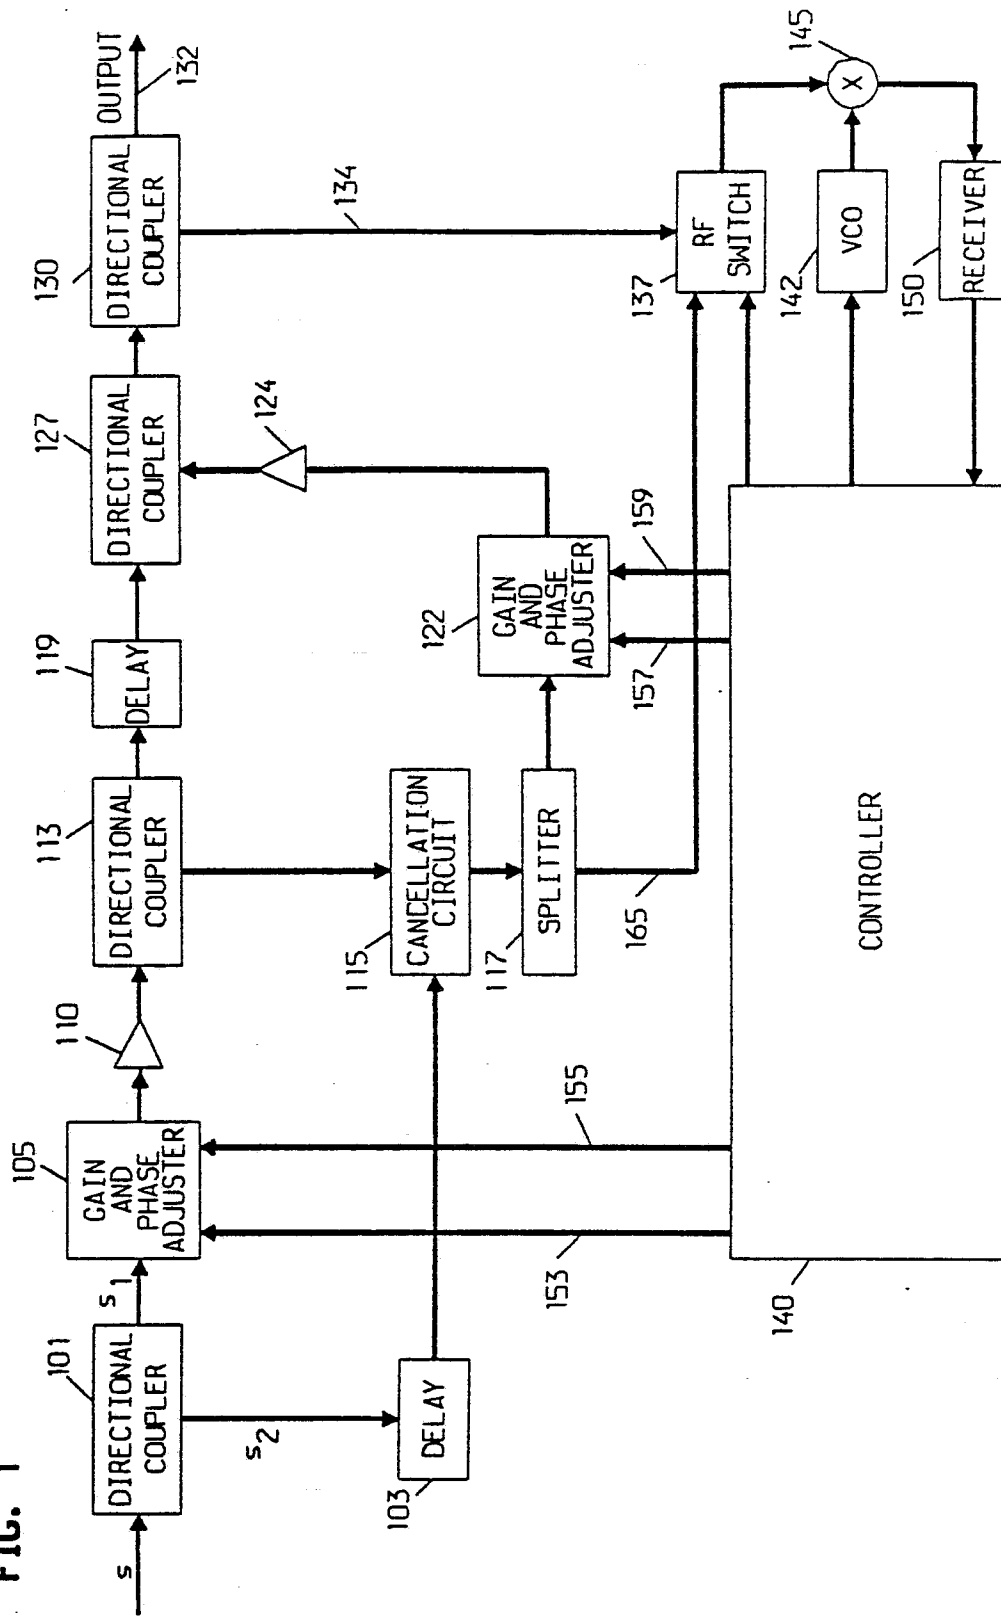 FIG. 1
s
101
DIRECTIONAL
COUPLER
s1
s2
103
DELAY
105
GAIN
AND
PHASE
ADJUSTER
110
113
DIRECTIONAL
COUPLER
115
CANCELLATION
CIRCUIT
117
SPLITTER
119
DELAY
122
GAIN
AND
PHASE
ADJUSTER
124
127
DIRECTIONAL
COUPLER
130
DIRECTIONAL
COUPLER
OUTPUT
132
134
137
RF
SWITCH
142
VCO
145
X
150
RECEIVER
153
155
157
159
165
140
CONTROLLER